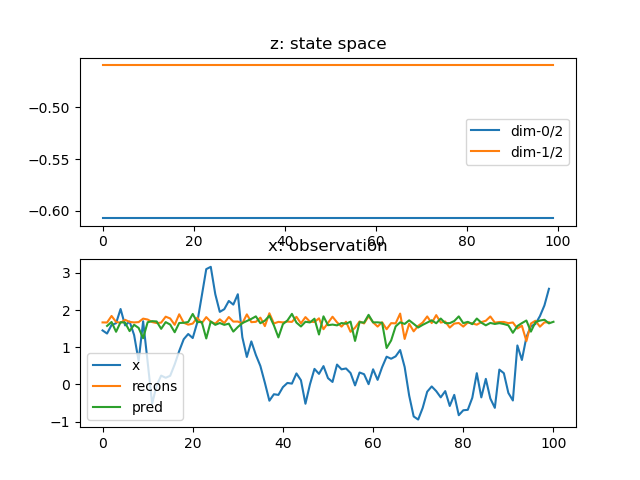 z: state space
−0.50
−0.55
−0.60
dim-0/2
dim-1/2
0 20 40 60 80 100
x: observation
3
2
1
0
−1
x
recons
pred
0 20 40 60 80 100